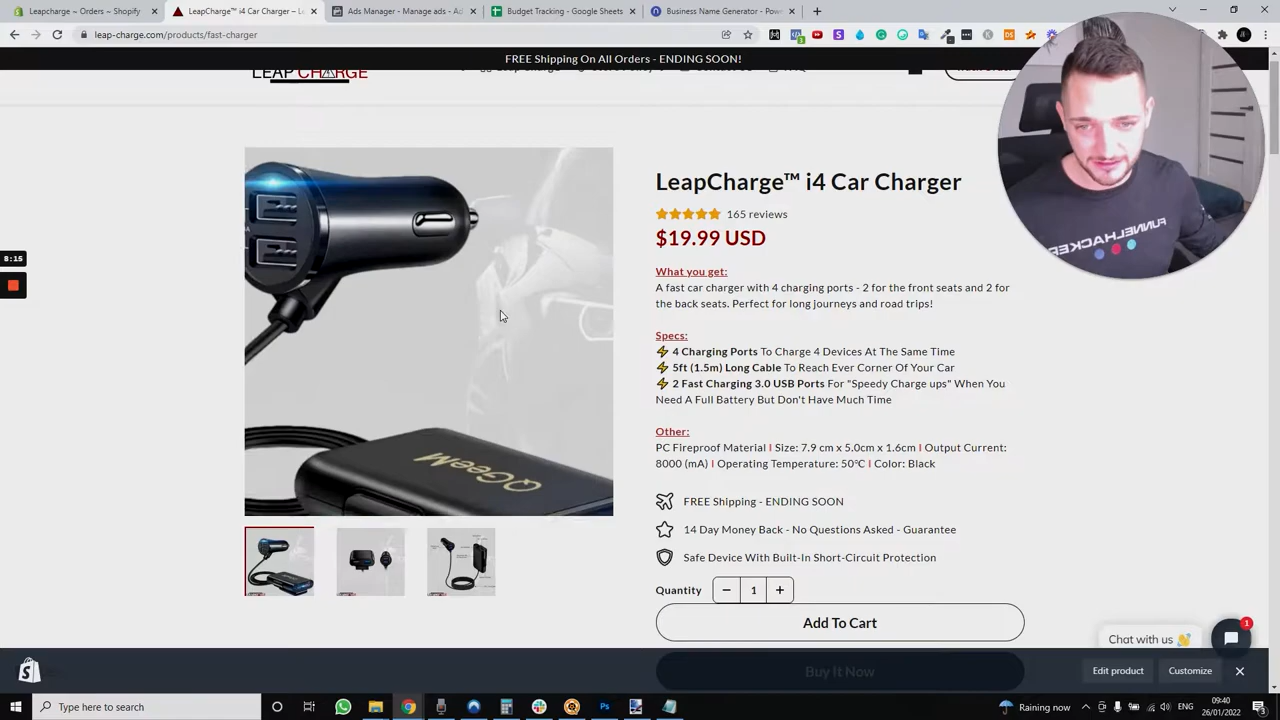 Leap Charge ~ Orders ~ Shopify
LeapCharge™ i4 Car Charger – L
Ads Manager - Manage ads - Ad
Budget Tracking - Google Sheets
Business Name Generator - Pow
leap-charge.com/products/fast-charger
FREE Shipping On All Orders - ENDING SOON!
LEAP CHARGE
LeapCharge™ i4 Car Charger
165 reviews
$19.99 USD
What you get:
A fast car charger with 4 charging ports - 2 for the front seats and 2 for
the back seats. Perfect for long journeys and road trips!
Specs:
4 Charging Ports To Charge 4 Devices At The Same Time
5ft (1.5m) Long Cable To Reach Ever Corner Of Your Car
2 Fast Charging 3.0 USB Ports For "Speedy Charge ups" When You
Need A Full Battery But Don't Have Much Time
Other:
PC Fireproof Material I Size: 7.9 cm x 5.0cm x 1.6cm I Output Current:
8000 (mA) I Operating Temperature: 50℃ I Color: Black
FREE Shipping - ENDING SOON
14 Day Money Back - No Questions Asked - Guarantee
Safe Device With Built-In Short-Circuit Protection
Quantity
1
Add To Cart
Buy It Now
QGeeM
FUNNELHACKER
8:15
Chat with us 👋
1
Edit product
Customize
Type here to search
Raining now
ENG
09:40
26/01/2022
3